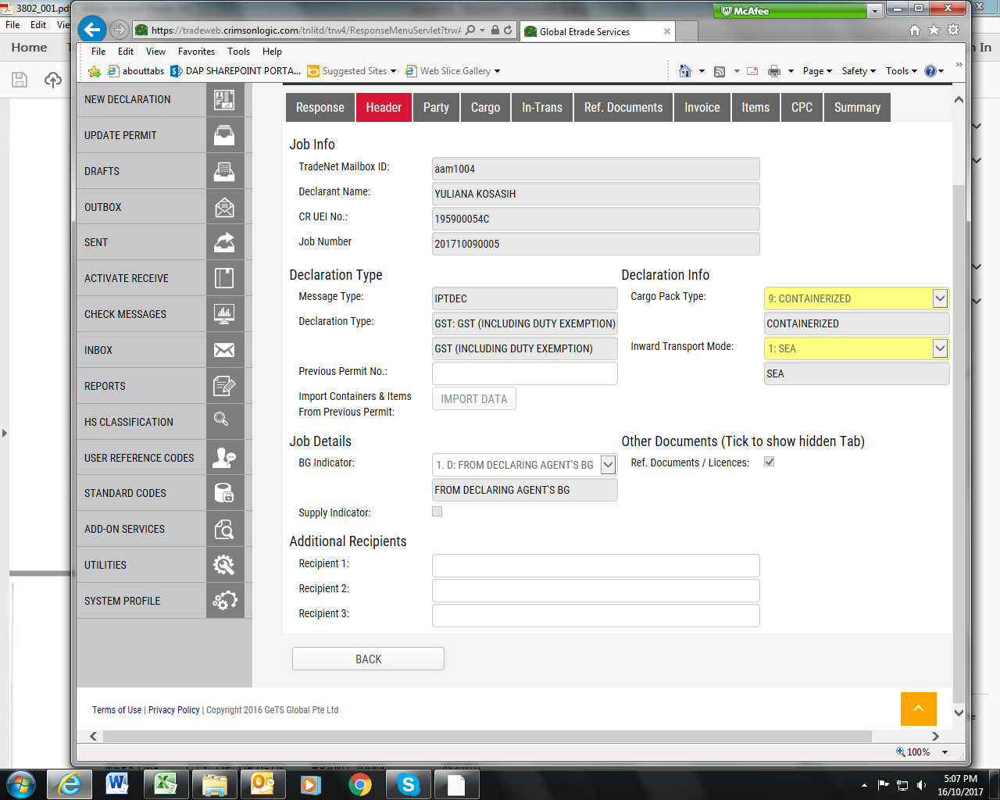 3802_001.pd
McAfee
File Edit Vie
https://tradeweb.crimsonlogic.com/tnltd/trw4/ResponseMenuServlet?trwA
Global Etrade Services
Home
n In
File Edit View Favorites Tools Help
abouttabs DAP SHAREPOINT PORTA... Suggested Sites Web Slice Gallery
Page Safety Tools
NEW DECLARATION
UPDATE PERMIT
DRAFTS
OUTBOX
SENT
ACTIVATE RECEIVE
CHECK MESSAGES
INBOX
REPORTS
HS CLASSIFICATION
USER REFERENCE CODES
STANDARD CODES
ADD-ON SERVICES
UTILITIES
SYSTEM PROFILE
Response Header Party Cargo In-Trans Ref. Documents Invoice Items CPC Summary
Job Info
TradeNet Mailbox ID: aam1004
Declarant Name: YULIANA KOSASIH
CR UEI No.: 195900054C
Job Number 201710090005
Declaration Type
Message Type: IPTDEC
Declaration Type: GST: GST (INCLUDING DUTY EXEMPTION)
GST (INCLUDING DUTY EXEMPTION)
Previous Permit No.:
Import Containers & Items
From Previous Permit:
IMPORT DATA
Declaration Info
Cargo Pack Type: 9: CONTAINERIZED
CONTAINERIZED
Inward Transport Mode: 1: SEA
SEA
Job Details
BG Indicator: 1. D: FROM DECLARING AGENT'S BG
FROM DECLARING AGENT'S BG
Supply Indicator:
Other Documents (Tick to show hidden Tab)
Ref. Documents / Licences:
Additional Recipients
Recipient 1:
Recipient 2:
Recipient 3:
BACK
Terms of Use | Privacy Policy | Copyright 2016 GeTS Global Pte Ltd
100%
5:07 PM
16/10/2017